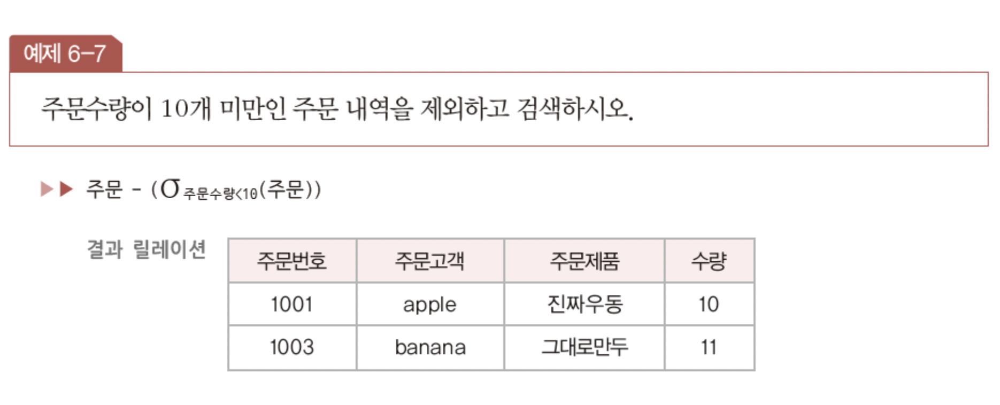 예제 6-7
주문수량이 10개 미만인 주문 내역을 제외하고 검색하시오.
▶▶ 주문 - (σ주문수량<10(주문))
결과 릴레이션
주문번호 주문고객 주문제품 수량
1001 apple 진짜우동 10
1003 banana 그대로만두 11